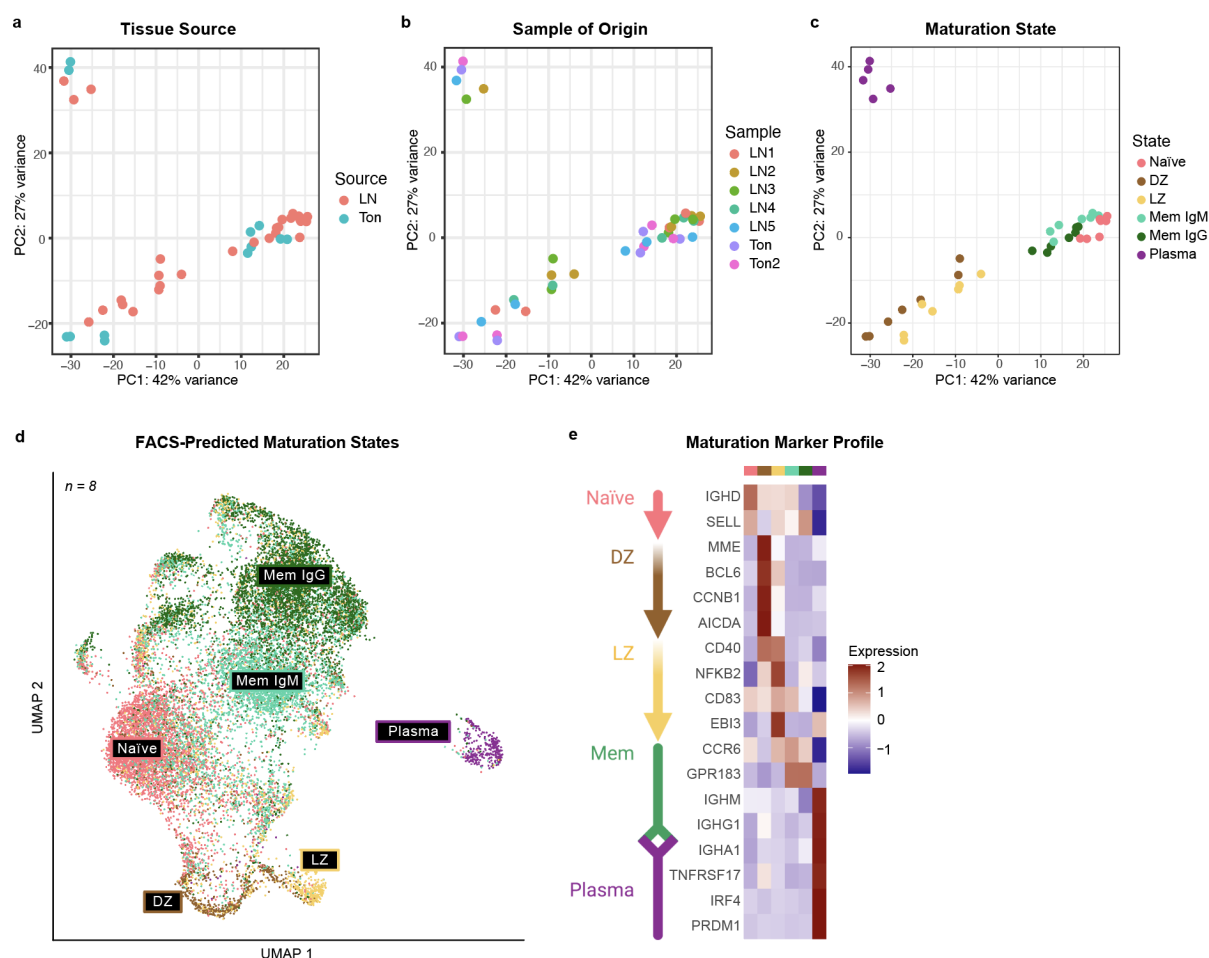 a
Tissue Source
40
20
0
−20
−30
−20
−10
0
10
20
PC1: 42% variance
PC2: 27% variance
Source
LN
Ton
b
Sample of Origin
40
20
0
−20
−30
−20
−10
0
10
20
PC1: 42% variance
PC2: 27% variance
Sample
LN1
LN2
LN3
LN4
LN5
Ton
Ton2
c
Maturation State
40
20
0
−20
−30
−20
−10
0
10
20
PC1: 42% variance
PC2: 27% variance
State
Naïve
DZ
LZ
Mem IgM
Mem IgG
Plasma
d
FACS-Predicted Maturation States
n = 8
Mem IgG
Mem IgM
Plasma
Naïve
LZ
DZ
UMAP 2
UMAP 1
e
Maturation Marker Profile
Naïve
DZ
LZ
Mem
Plasma
IGHD
SELL
MME
BCL6
CCNB1
AICDA
CD40
NFKB2
CD83
EBI3
CCR6
GPR183
IGHM
IGHG1
IGHA1
TNFRSF17
IRF4
PRDM1
Expression
2
1
0
−1